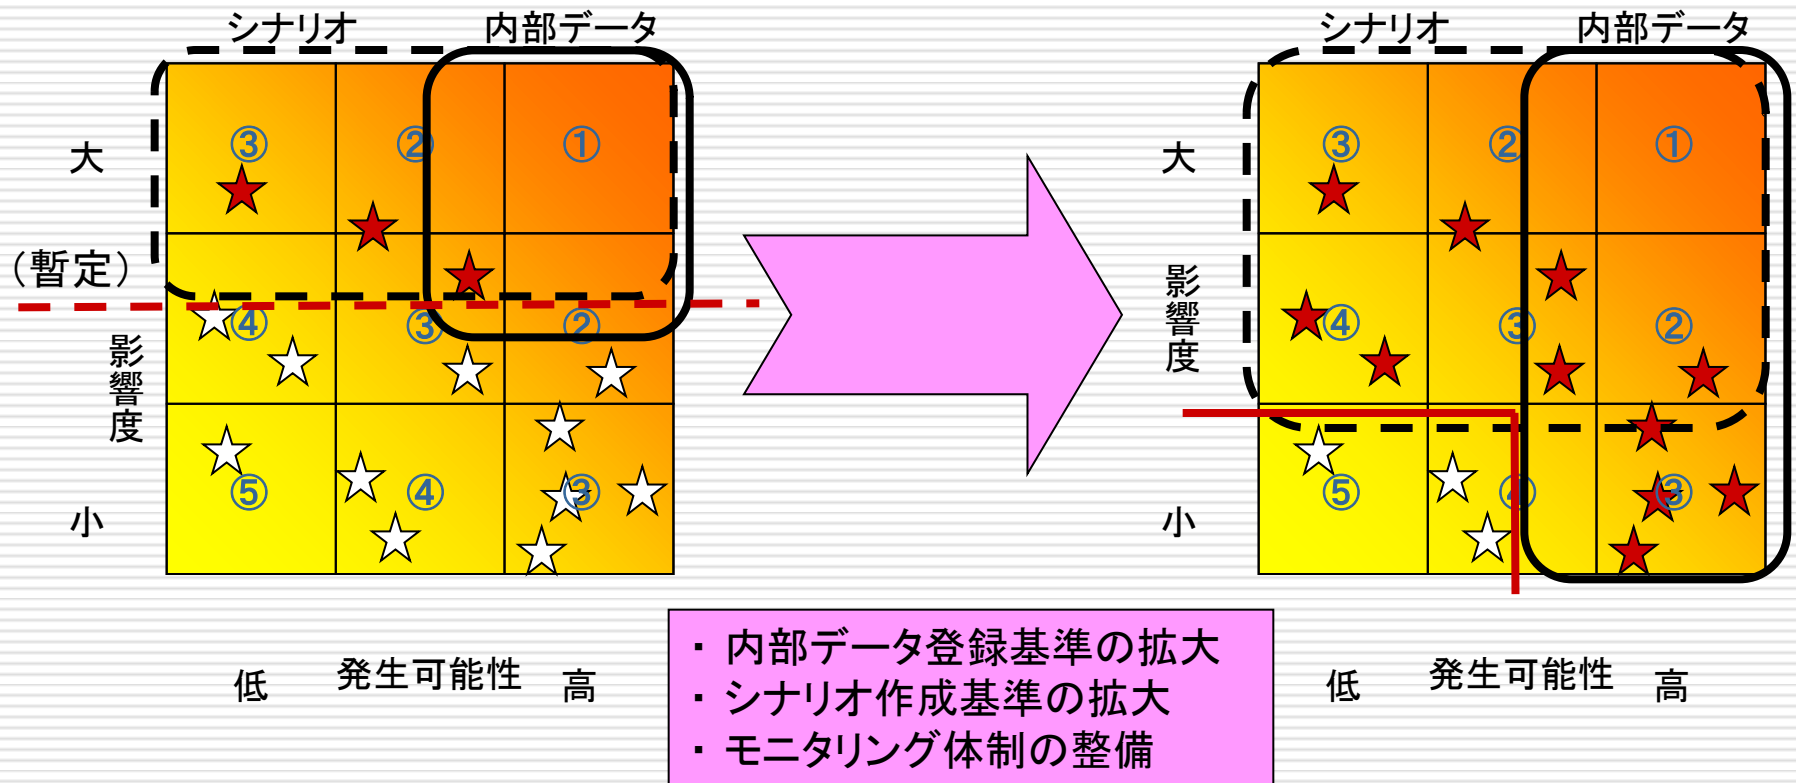 シナリオ
内部データ
③
②
①
大
(暫定)
④
③
②
影響度
⑤
④
③
小
低
発生可能性
高
シナリオ
内部データ
③
②
①
大
影響度
④
③
②
⑤
④
③
小
低
発生可能性
高
・ 内部データ登録基準の拡大
・ シナリオ作成基準の拡大
・ モニタリング体制の整備